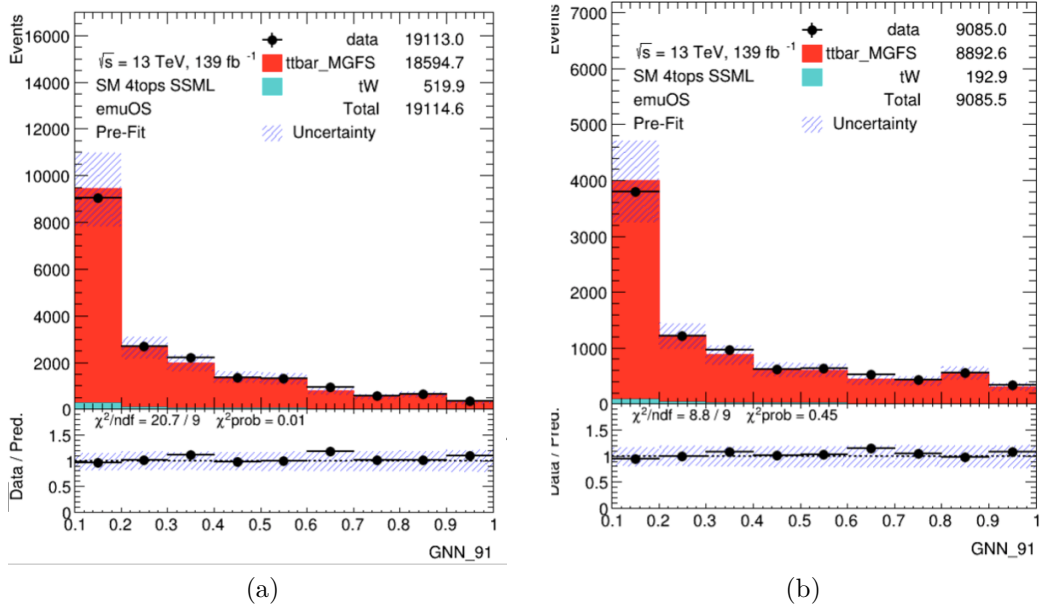 Events
16000
14000
12000
10000
8000
6000
4000
2000
0
√s = 13 TeV, 139 fb⁻¹
SM 4tops SSML
emuOS
Pre-Fit
data 19113.0
ttbar_MGFS 18594.7
tW 519.9
Total 19114.6
Uncertainty
χ²/ndf = 20.7 / 9 χ²prob = 0.01
Data / Pred.
1.5
1
0.5
0
0.1 0.2 0.3 0.4 0.5 0.6 0.7 0.8 0.9 1
GNN_91
(a)
Events
7000
6000
5000
4000
3000
2000
1000
0
√s = 13 TeV, 139 fb⁻¹
SM 4tops SSML
emuOS
Pre-Fit
data 9085.0
ttbar_MGFS 8892.6
tW 192.9
Total 9085.5
Uncertainty
χ²/ndf = 8.8 / 9 χ²prob = 0.45
Data / Pred.
1.5
1
0.5
0
0.1 0.2 0.3 0.4 0.5 0.6 0.7 0.8 0.9 1
GNN_91
(b)